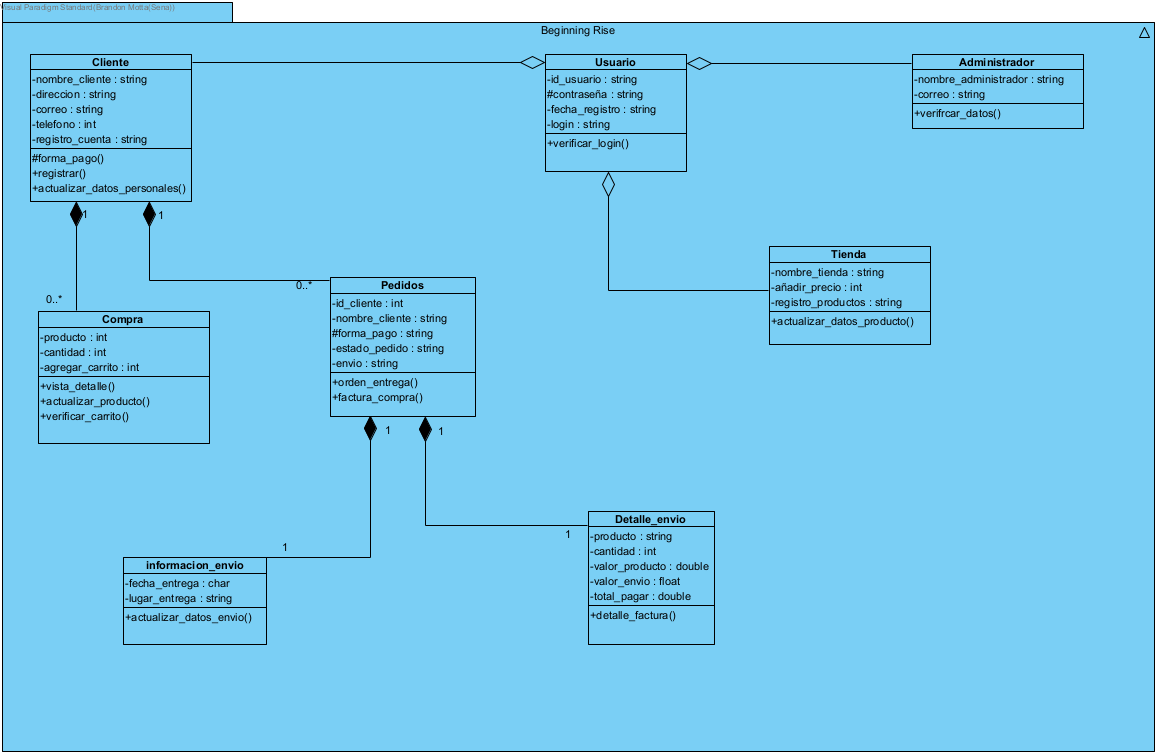 Visual Paradigm Standard(Brandon Motta(Sena))
Beginning Rise
Cliente
-nombre_cliente : string
-direccion : string
-correo : string
-telefono : int
-registro_cuenta : string
#forma_pago()
+registrar()
+actualizar_datos_personales()
Usuario
-id_usuario : string
#contraseña : string
-fecha_registro : string
-login : string
+verificar_login()
Administrador
-nombre_administrador : string
-correo : string
+verifrcar_datos()
1
1
0..*
0..*
Tienda
-nombre_tienda : string
-añadir_precio : int
-registro_productos : string
+actualizar_datos_producto()
Compra
-producto : int
-cantidad : int
-agregar_carrito : int
+vista_detalle()
+actualizar_producto()
+verificar_carrito()
Pedidos
-id_cliente : int
-nombre_cliente : string
#forma_pago : string
-estado_pedido : string
-envio : string
+orden_entrega()
+factura_compra()
1
1
1
1
informacion_envio
-fecha_entrega : char
-lugar_entrega : string
+actualizar_datos_envio()
Detalle_envio
-producto : string
-cantidad : int
-valor_producto : double
-valor_envio : float
-total_pagar : double
+detalle_factura()